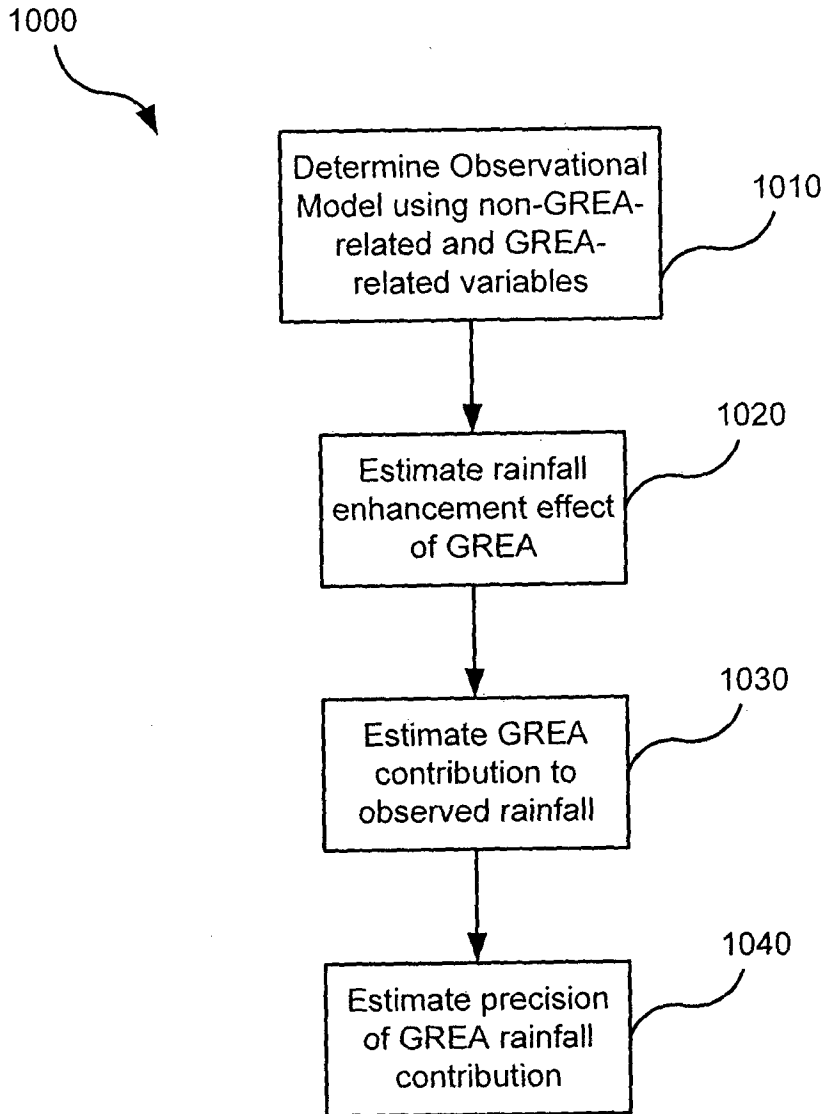 1000
Determine Observational
Model using non-GREA-
related and GREA-
related variables
1010
Estimate rainfall
enhancement effect
of GREA
1020
Estimate GREA
contribution to
observed rainfall
1030
Estimate precision
of GREA rainfall
contribution
1040